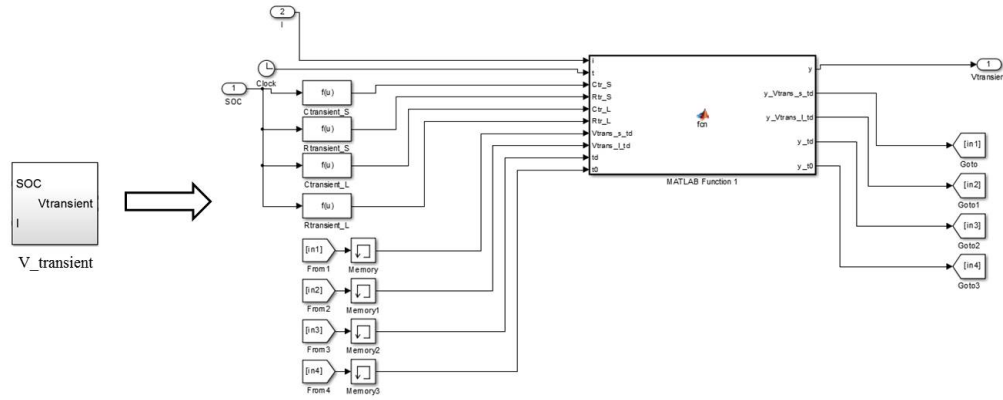 SOC
Vtransient
I
V_transient
2
I
Clock
1
SOC
f(u)
Ctransient_S
f(u)
Rtransient_S
f(u)
Ctransient_L
f(u)
Rtransient_L
[in1]
From1
Memory
[in2]
From2
Memory1
[in3]
From3
Memory2
[in4]
From4
Memory3
i
t
Ctr_S
Rtr_S
Ctr_L
Rtr_L
Vtrans_s_td
Vtrans_l_td
td
t0
fcn
y
y_Vtrans_s_td
y_Vtrans_l_td
y_td
y_t0
MATLAB Function 1
1
Vtransient
[in1]
Goto
[in2]
Goto1
[in3]
Goto2
[in4]
Goto3